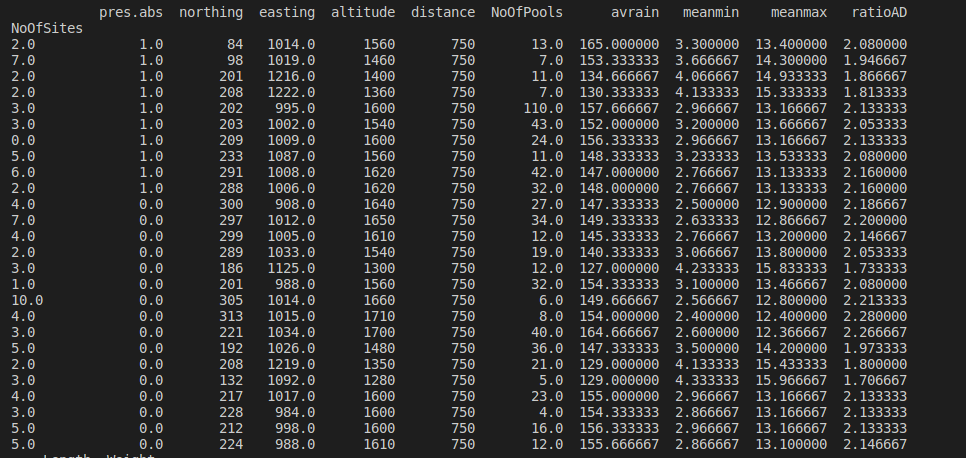 pres.abs northing easting altitude distance NoOfPools avrain meanmin meanmax ratioAD
NoOfSites
2.0 1.0 84 1014.0 1560 750 13.0 165.000000 3.300000 13.400000 2.080000
7.0 1.0 98 1019.0 1460 750 7.0 153.333333 3.666667 14.300000 1.946667
2.0 1.0 201 1216.0 1400 750 11.0 134.666667 4.066667 14.933333 1.866667
2.0 1.0 208 1222.0 1360 750 7.0 130.333333 4.133333 15.333333 1.813333
3.0 1.0 202 995.0 1600 750 110.0 157.666667 2.966667 13.166667 2.133333
3.0 1.0 203 1002.0 1540 750 43.0 152.000000 3.200000 13.666667 2.053333
0.0 1.0 209 1009.0 1600 750 24.0 156.333333 2.966667 13.166667 2.133333
5.0 1.0 233 1087.0 1560 750 11.0 148.333333 3.233333 13.533333 2.080000
6.0 1.0 291 1008.0 1620 750 42.0 147.000000 2.766667 13.133333 2.160000
2.0 1.0 288 1006.0 1620 750 32.0 148.000000 2.766667 13.133333 2.160000
4.0 0.0 300 908.0 1640 750 27.0 147.333333 2.500000 12.900000 2.186667
7.0 0.0 297 1012.0 1650 750 34.0 149.333333 2.633333 12.866667 2.200000
4.0 0.0 299 1005.0 1610 750 12.0 145.333333 2.766667 13.200000 2.146667
2.0 0.0 289 1033.0 1540 750 19.0 140.333333 3.066667 13.800000 2.053333
3.0 0.0 186 1125.0 1300 750 12.0 127.000000 4.233333 15.833333 1.733333
1.0 0.0 201 988.0 1560 750 32.0 154.333333 3.100000 13.466667 2.080000
10.0 0.0 305 1014.0 1660 750 6.0 149.666667 2.566667 12.800000 2.213333
4.0 0.0 313 1015.0 1710 750 8.0 154.000000 2.400000 12.400000 2.280000
3.0 0.0 221 1034.0 1700 750 40.0 164.666667 2.600000 12.366667 2.266667
5.0 0.0 192 1026.0 1480 750 36.0 147.333333 3.500000 14.200000 1.973333
2.0 0.0 208 1219.0 1350 750 21.0 129.000000 4.133333 15.433333 1.800000
3.0 0.0 132 1092.0 1280 750 5.0 129.000000 4.333333 15.966667 1.706667
4.0 0.0 217 1017.0 1600 750 23.0 155.000000 2.966667 13.166667 2.133333
3.0 0.0 228 984.0 1600 750 4.0 154.333333 2.866667 13.166667 2.133333
5.0 0.0 212 998.0 1600 750 16.0 156.333333 2.966667 13.166667 2.133333
5.0 0.0 224 988.0 1610 750 12.0 155.666667 2.866667 13.100000 2.146667
Length Weight